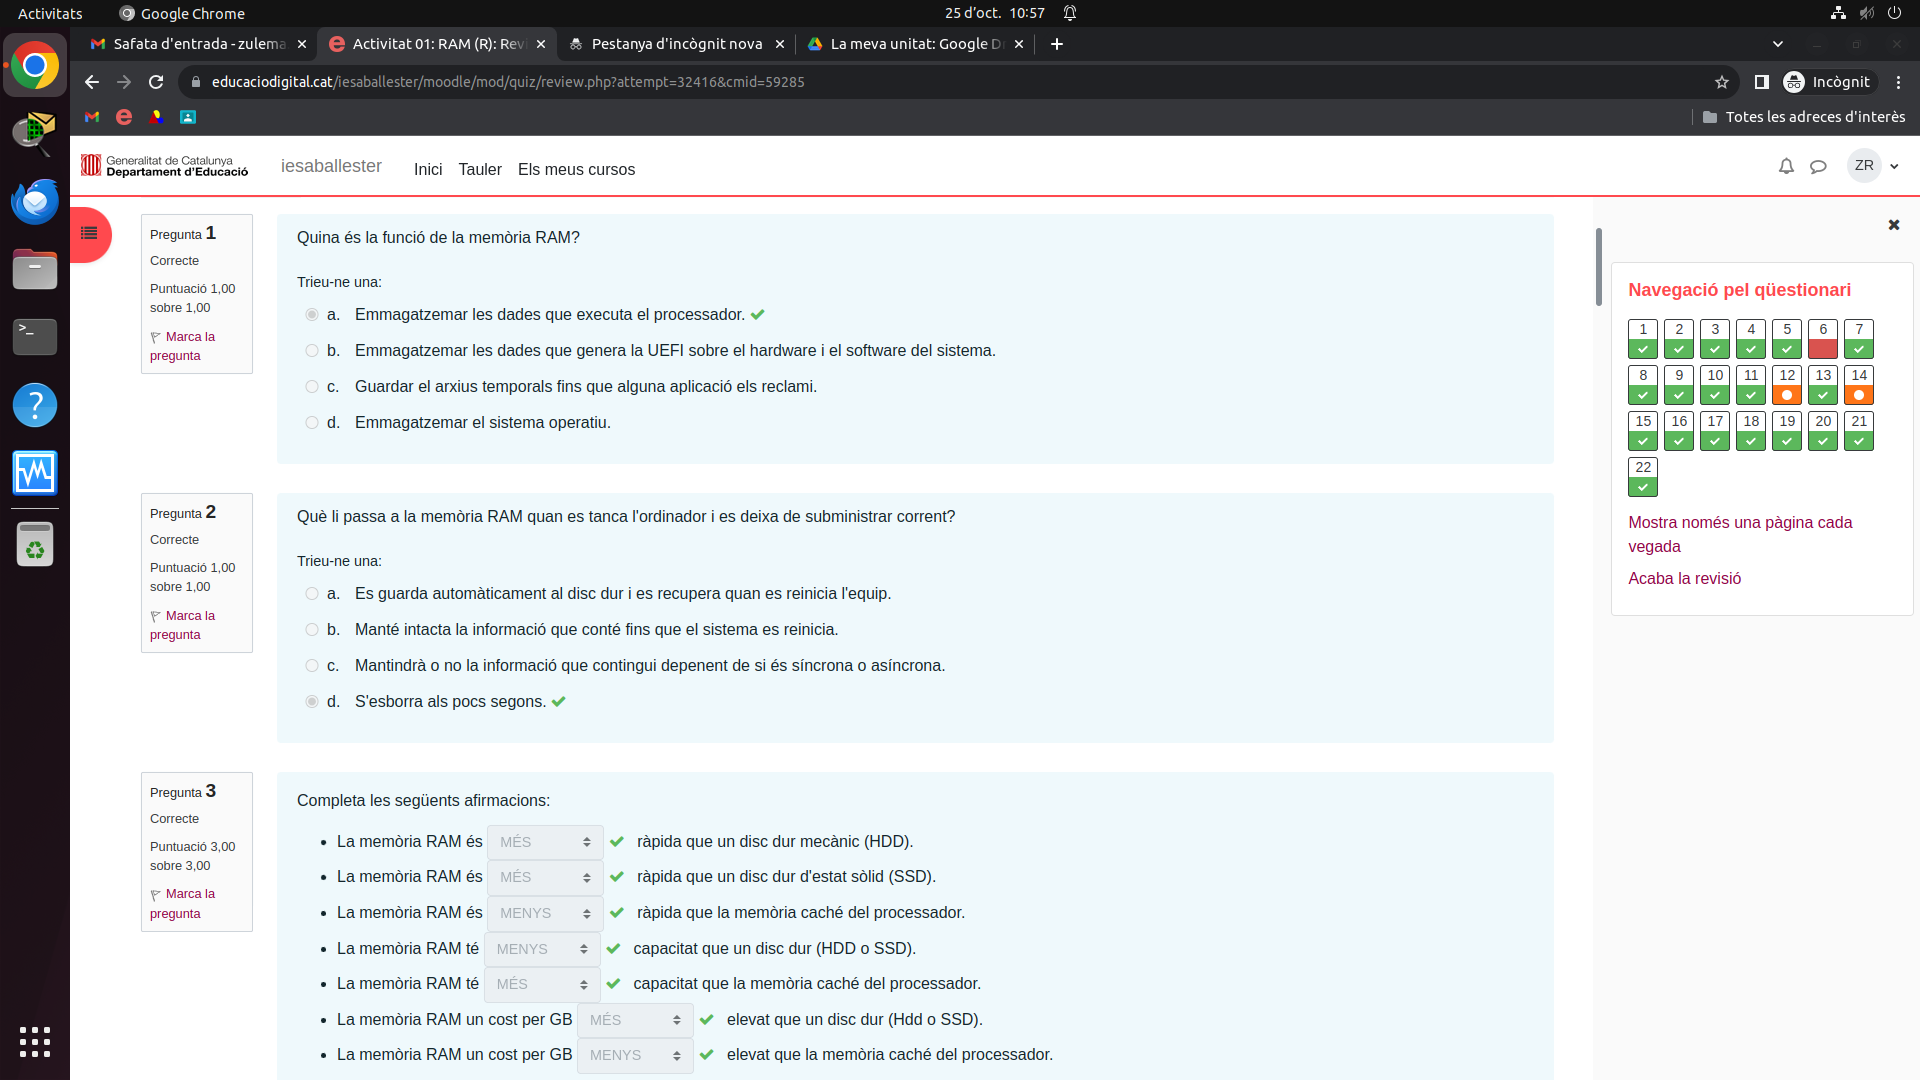 Activitats
Google Chrome
25 d'oct. 10:57
Safata d'entrada - zulema
Activitat 01: RAM (R): Rev
Pestanya d'incògnit nova
La meva unitat: Google D
educaciodigital.cat/iesaballester/moodle/mod/quiz/review.php?attempt=32416&cmid=59285
Incògnit
Totes les adreces d'interès
Generalitat de Catalunya
Departament d'Educació
iesaballester
Inici
Tauler
Els meus cursos
ZR
Pregunta 1
Correcte
Puntuació 1,00
sobre 1,00
Marca la
pregunta
Quina és la funció de la memòria RAM?
Trieu-ne una:
a. Emmagatzemar les dades que executa el processador.
b. Emmagatzemar les dades que genera la UEFI sobre el hardware i el software del sistema.
c. Guardar el arxius temporals fins que alguna aplicació els reclami.
d. Emmagatzemar el sistema operatiu.
Pregunta 2
Correcte
Puntuació 1,00
sobre 1,00
Marca la
pregunta
Què li passa a la memòria RAM quan es tanca l'ordinador i es deixa de subministrar corrent?
Trieu-ne una:
a. Es guarda automàticament al disc dur i es recupera quan es reinicia l'equip.
b. Manté intacta la informació que conté fins que el sistema es reinicia.
c. Mantindrà o no la informació que contingui depenent de si és síncrona o asíncrona.
d. S'esborra als pocs segons.
Pregunta 3
Correcte
Puntuació 3,00
sobre 3,00
Marca la
pregunta
Completa les següents afirmacions:
La memòria RAM és MÉS ràpida que un disc dur mecànic (HDD).
La memòria RAM és MÉS ràpida que un disc dur d'estat sòlid (SSD).
La memòria RAM és MENYS ràpida que la memòria caché del processador.
La memòria RAM té MENYS capacitat que un disc dur (HDD o SSD).
La memòria RAM té MÉS capacitat que la memòria caché del processador.
La memòria RAM un cost per GB MÉS elevat que un disc dur (Hdd o SSD).
La memòria RAM un cost per GB MENYS elevat que la memòria caché del processador.
Navegació pel qüestionari
1 2 3 4 5 6 7
8 9 10 11 12 13 14
15 16 17 18 19 20 21
22
Mostra només una pàgina cada
vegada
Acaba la revisió